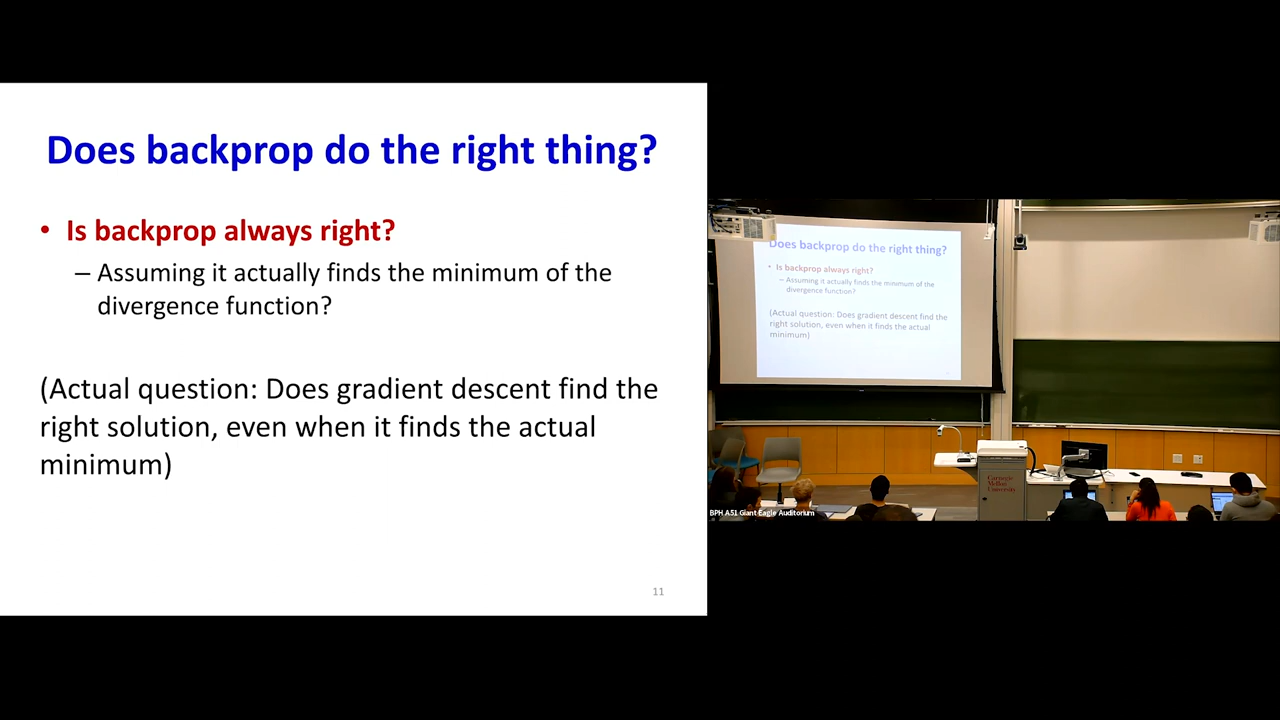 Does backprop do the right thing?
• Is backprop always right?
– Assuming it actually finds the minimum of the
divergence function?
(Actual question: Does gradient descent find the
right solution, even when it finds the actual
minimum)
11
Does backprop do the right thing?
• Is backprop always right?
– Assuming it actually finds the minimum of the
divergence function?
(Actual question: Does gradient descent find the
right solution, even when it finds the actual
minimum)
Carnegie
Mellon
University
BPH A51 Giant Eagle Auditorium